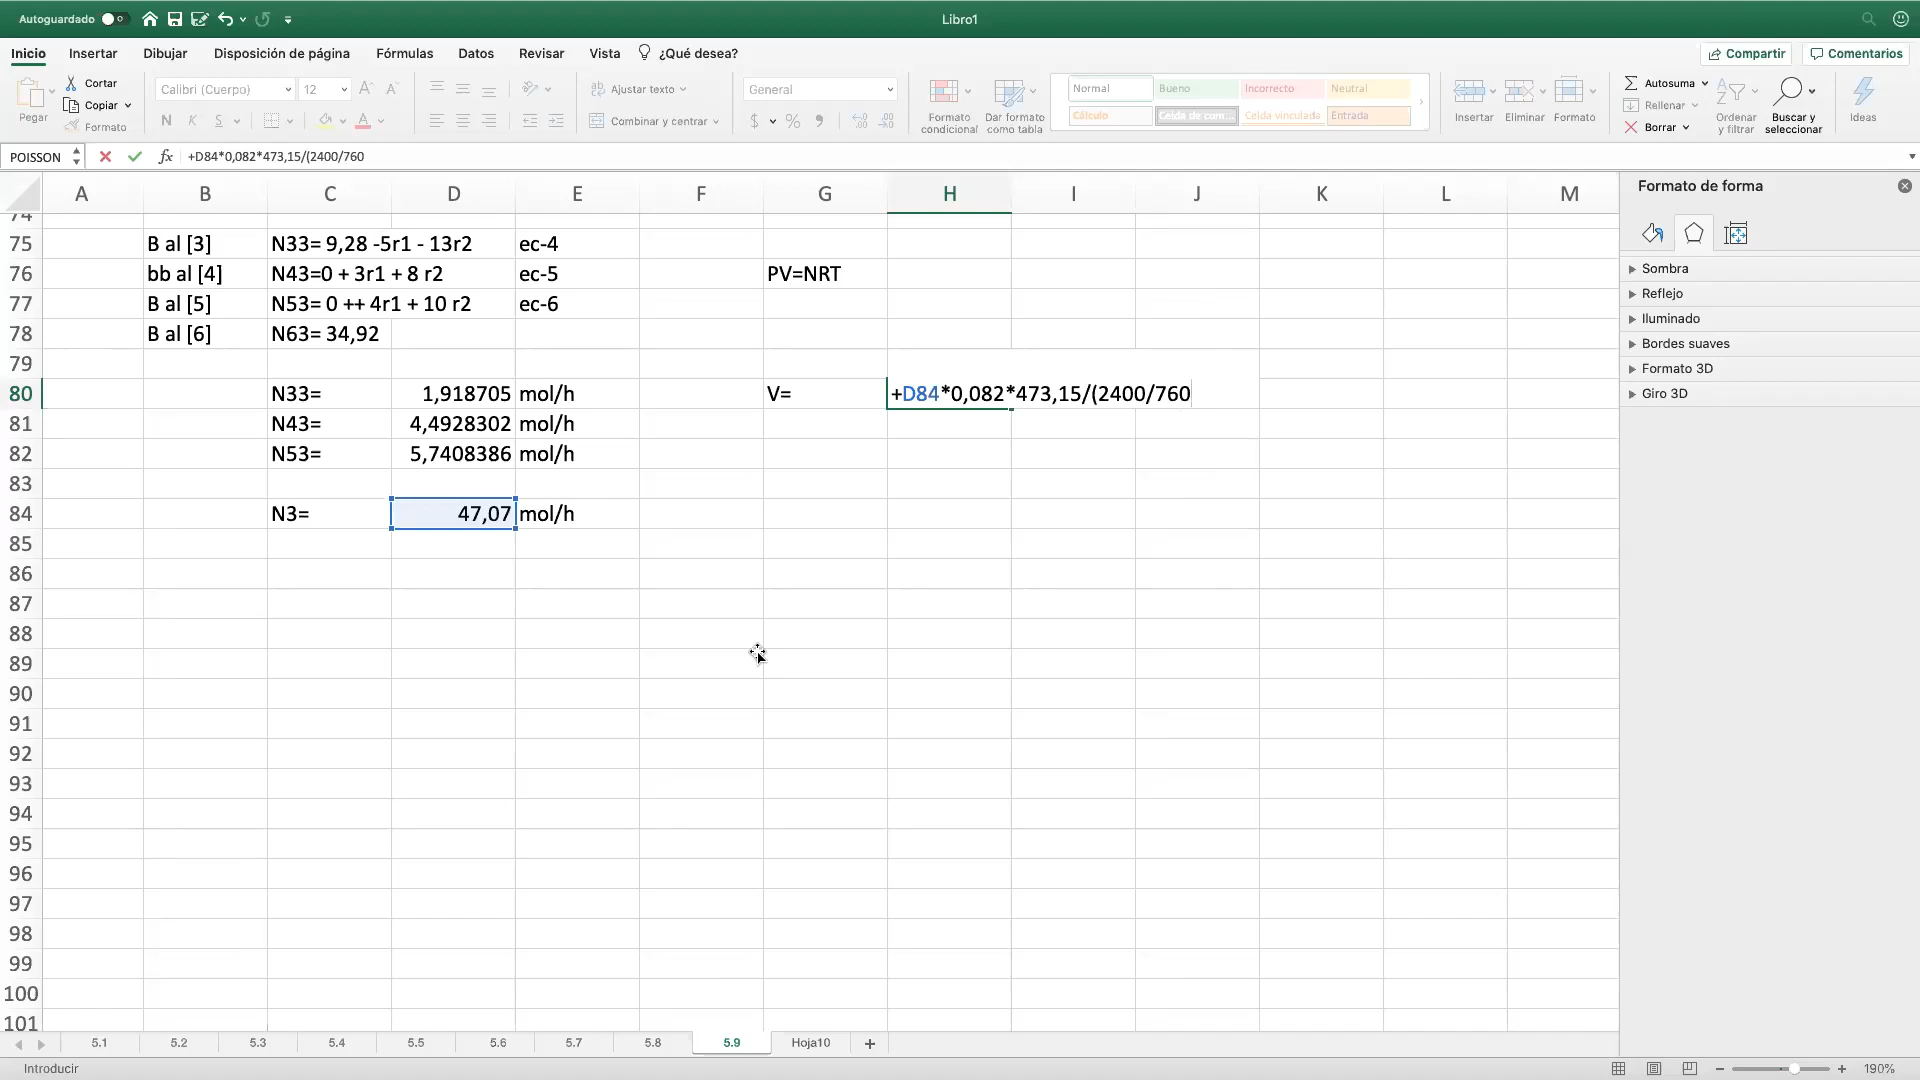 Autoguardado
Libro1
Inicio Insertar Dibujar Disposición de página Fórmulas Datos Revisar Vista ¿Qué desea? Compartir Comentarios
Pegar
Cortar
Copiar
Formato
Calibri (Cuerpo) 12 A A
N K S A
Ajustar texto
Combinar y centrar
General
$ %
Formato condicional
Dar formato como tabla
Normal Bueno Incorrecto Neutral
Cálculo Celda de com... Celda vinculada Entrada
Insertar Eliminar Formato
Autosuma
Rellenar
Borrar
Ordenar y filtrar
Buscar y seleccionar
Ideas
POISSON fx +D84*0,082*473,15/(2400/760
A B C D E F G H I J K L M
74
75 B al [3] N33= 9,28 -5r1 - 13r2 ec-4
76 bb al [4] N43=0 + 3r1 + 8 r2 ec-5 PV=NRT
77 B al [5] N53= 0 ++ 4r1 + 10 r2 ec-6
78 B al [6] N63= 34,92
79
80 N33= 1,918705 mol/h V= +D84*0,082*473,15/(2400/760
81 N43= 4,4928302 mol/h
82 N53= 5,7408386 mol/h
83
84 N3= 47,07 mol/h
85
86
87
88
89
90
91
92
93
94
95
96
97
98
99
100
101
Formato de forma
Sombra
Reflejo
Iluminado
Bordes suaves
Formato 3D
Giro 3D
5.1 5.2 5.3 5.4 5.5 5.6 5.7 5.8 5.9 Hoja10 +
Introducir
190%